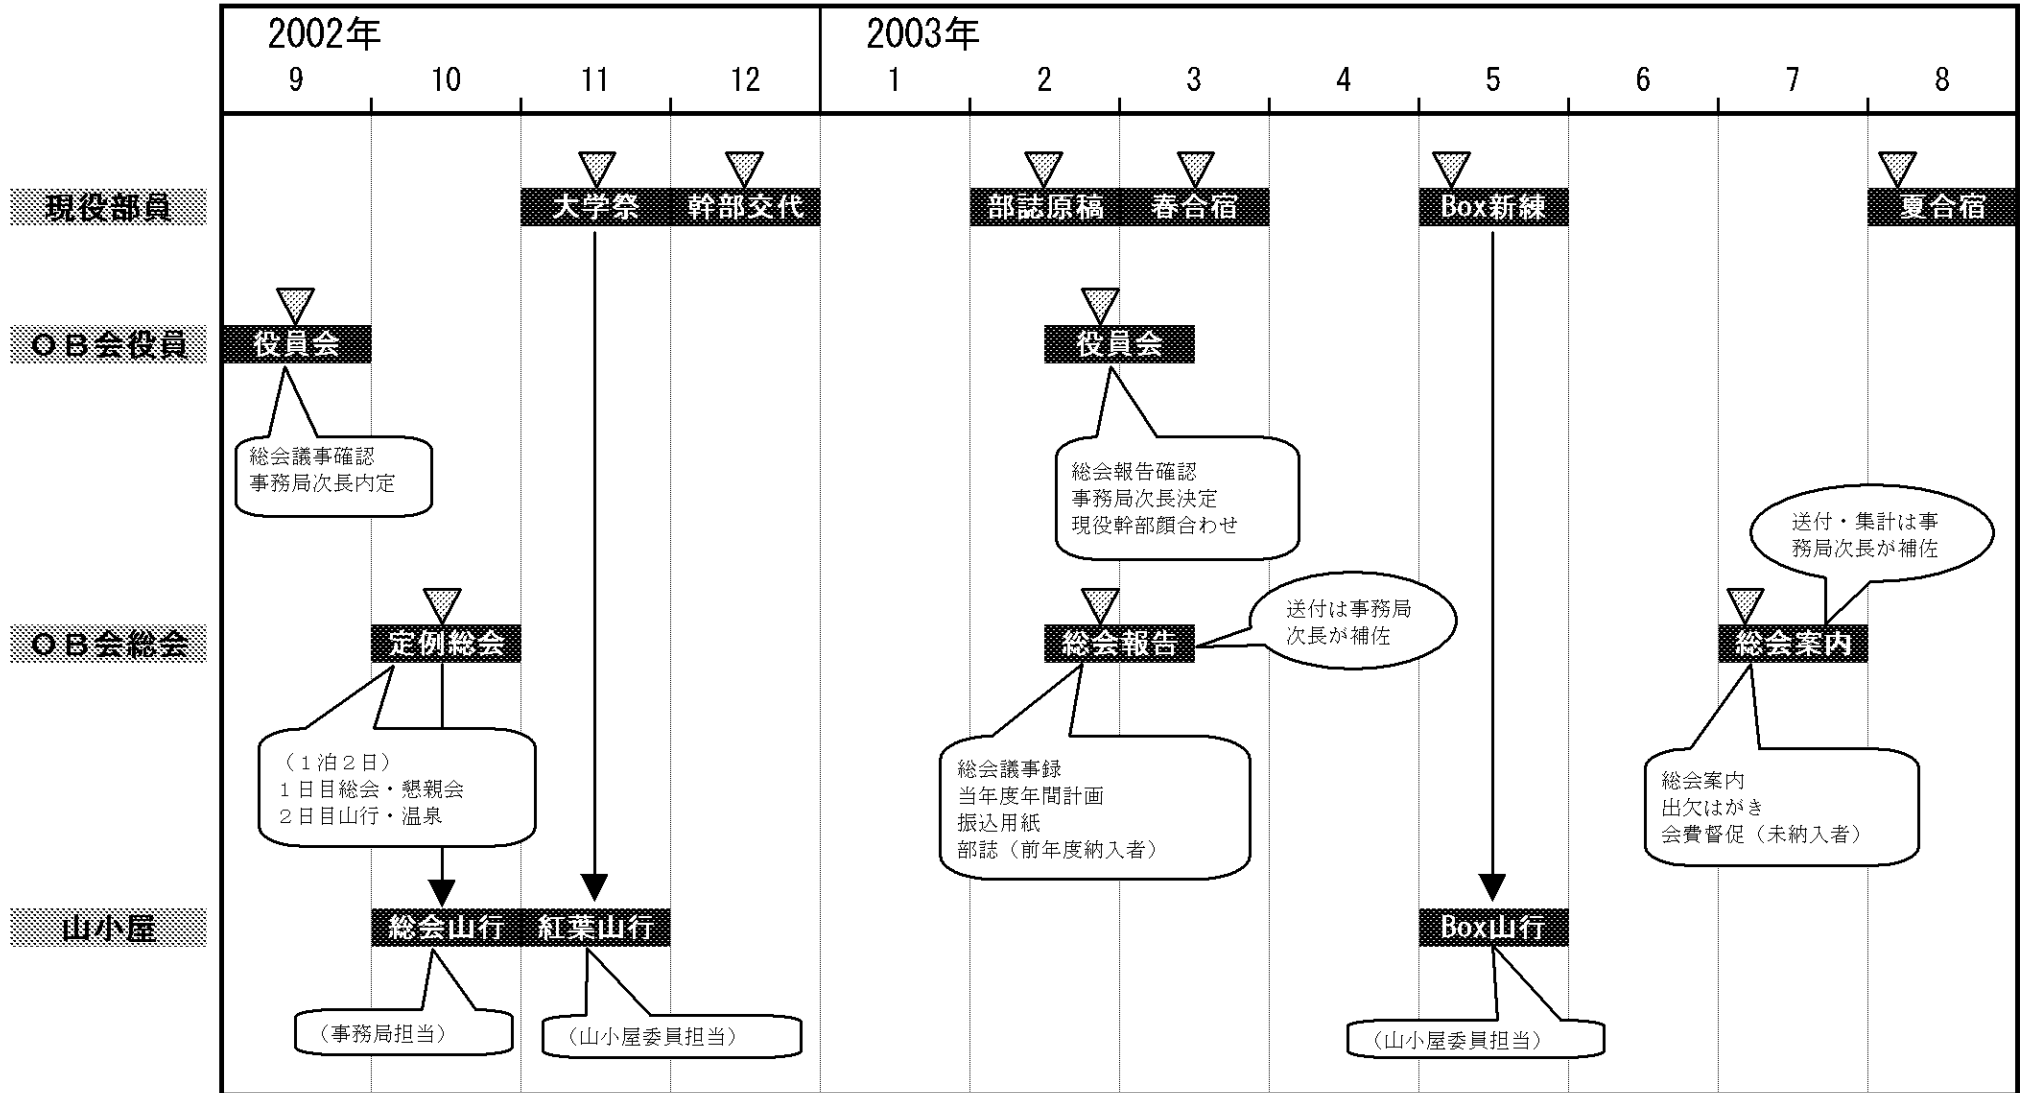 2002年 2003年
9 10 11 12 1 2 3 4 5 6 7 8
現役部員 大学祭 幹部交代 部誌原稿 春合宿 Box新練 夏合宿
ＯＢ会役員 役員会 役員会
総会議事確認
事務局次長内定
総会報告確認
事務局次長決定
現役幹部顔合わせ
送付・集計は事
務局次長が補佐
送付は事務局
次長が補佐
ＯＢ会総会 定例総会 総会報告 総会案内
（１泊２日）
１日目総会・懇親会
２日目山行・温泉
総会議事録
当年度年間計画
振込用紙
部誌（前年度納入者）
総会案内
出欠はがき
会費督促（未納入者）
山小屋 総会山行 紅葉山行 Box山行
（事務局担当）
（山小屋委員担当）
（山小屋委員担当）